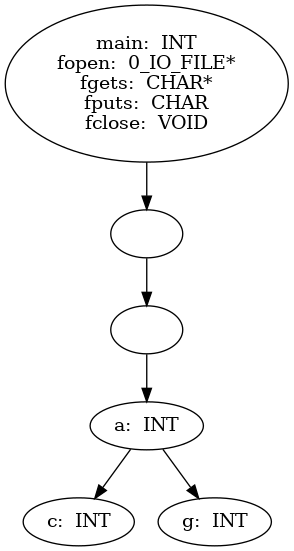 main: INT
fopen: 0_IO_FILE*
fgets: CHAR*
fputs: CHAR
fclose: VOID
a: INT
c: INT
g: INT